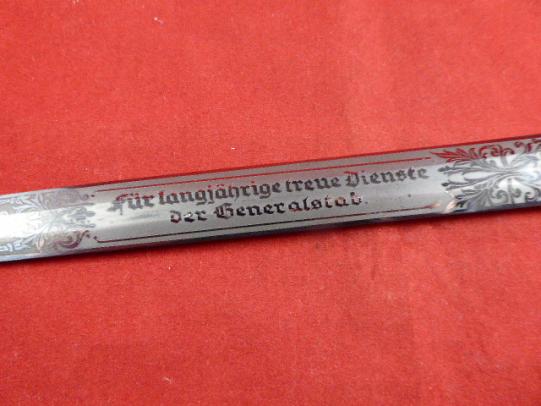 für langjährige treue Dienste
der Generalstab.